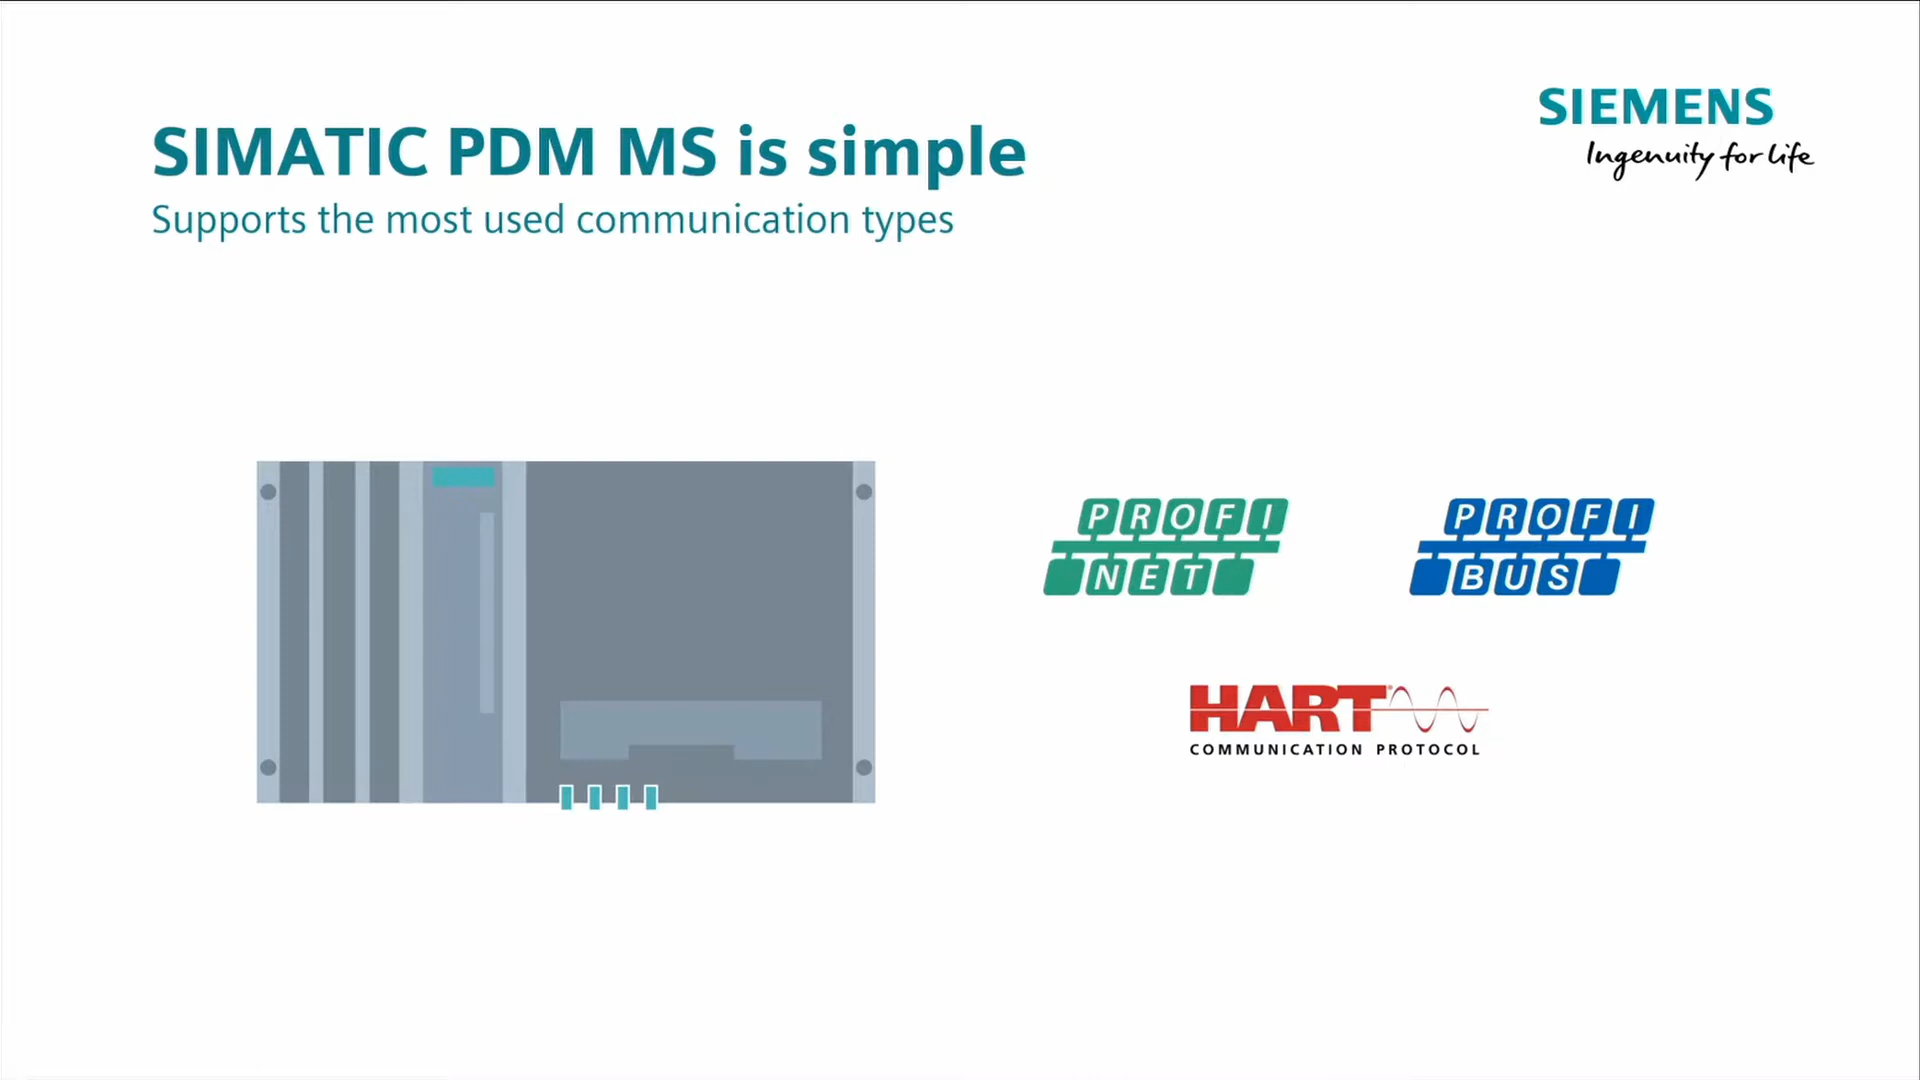 SIEMENS
Ingenuity for life
SIMATIC PDM MS is simple
Supports the most used communication types
PROFI
NET
PROFI
BUS
HART®
COMMUNICATION PROTOCOL